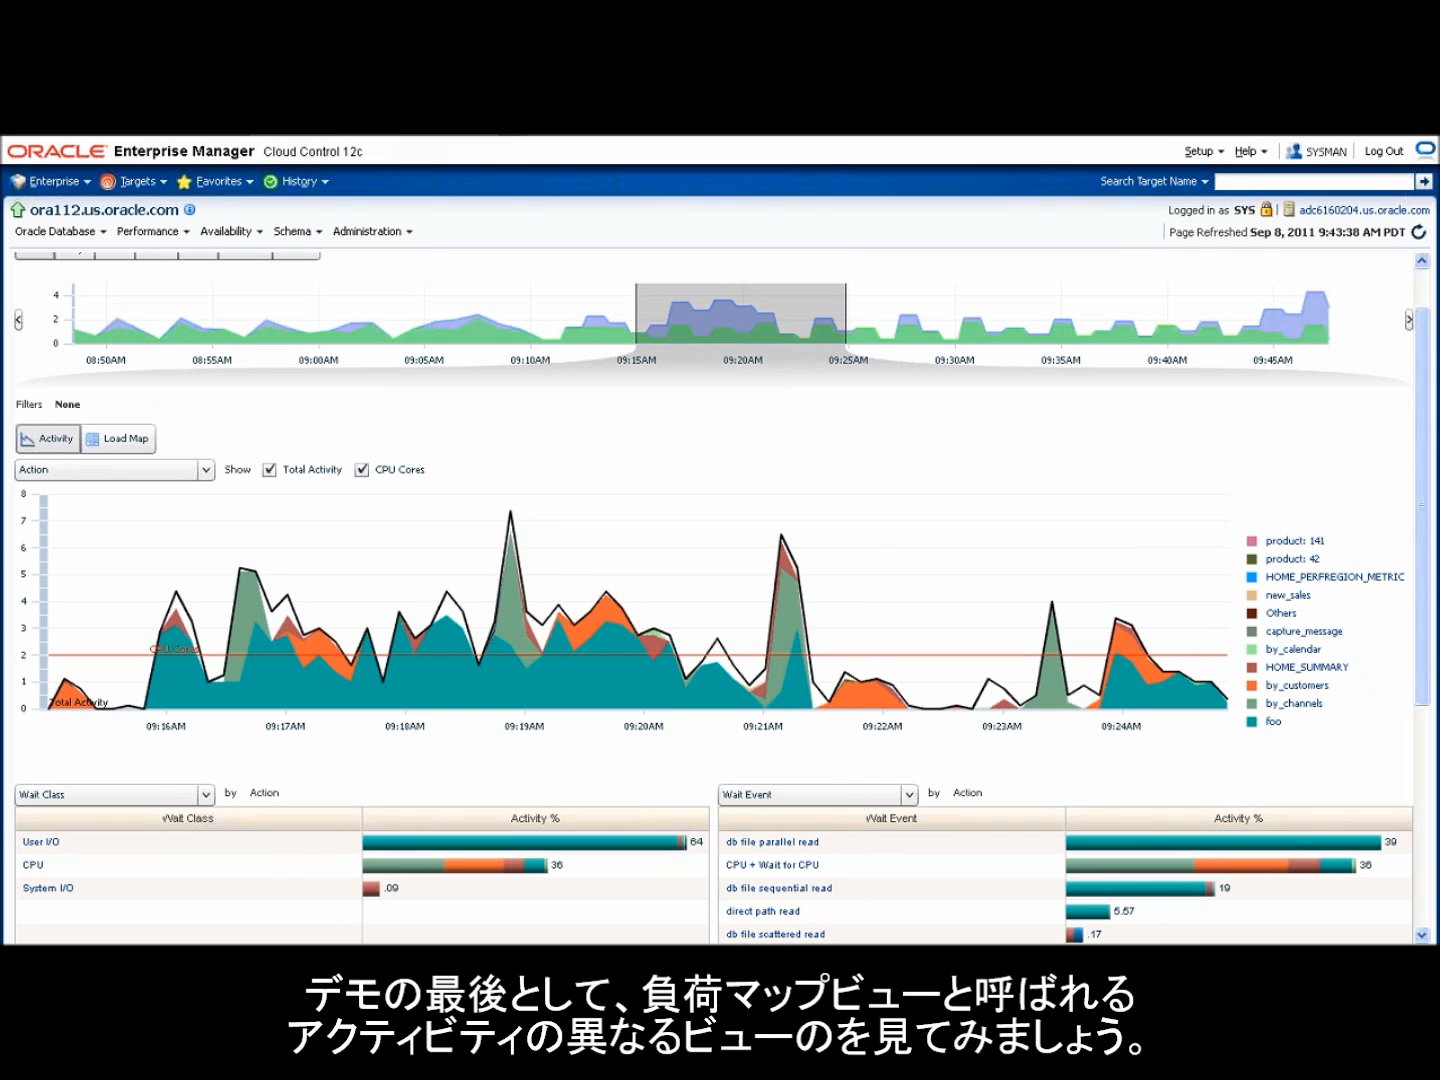 ORACLE Enterprise Manager Cloud Control 12c
Setup Help SYSMAN Log Out
Enterprise Targets Favorites History
Search Target Name
ora112.us.oracle.com
Logged in as SYS adc6160204.us.oracle.com
Oracle Database Performance Availability Schema Administration
Page Refreshed Sep 8, 2011 9:43:38 AM PDT
4
2
0
08:50AM 08:55AM 09:00AM 09:05AM 09:10AM 09:15AM 09:20AM 09:25AM 09:30AM 09:35AM 09:40AM 09:45AM
Filters None
Activity Load Map
Action Show Total Activity CPU Cores
8
7
6
5
4
3
2
1
0
CPU Cores
Total Activity
09:16AM 09:17AM 09:18AM 09:19AM 09:20AM 09:21AM 09:22AM 09:23AM 09:24AM
product: 141
product: 42
HOME_PERFREGION_METRIC
new_sales
Others
capture_message
by_calendar
HOME_SUMMARY
by_customers
by_channels
foo
Wait Class by Action
Wait Class Activity %
User I/O 64
CPU 36
System I/O .09
Wait Event by Action
Wait Event Activity %
db file parallel read 39
CPU + Wait for CPU 36
db file sequential read 19
direct path read 5.57
db file scattered read .17
デモの最後として、負荷マップビューと呼ばれる
アクティビティの異なるビューのを見てみましょう。